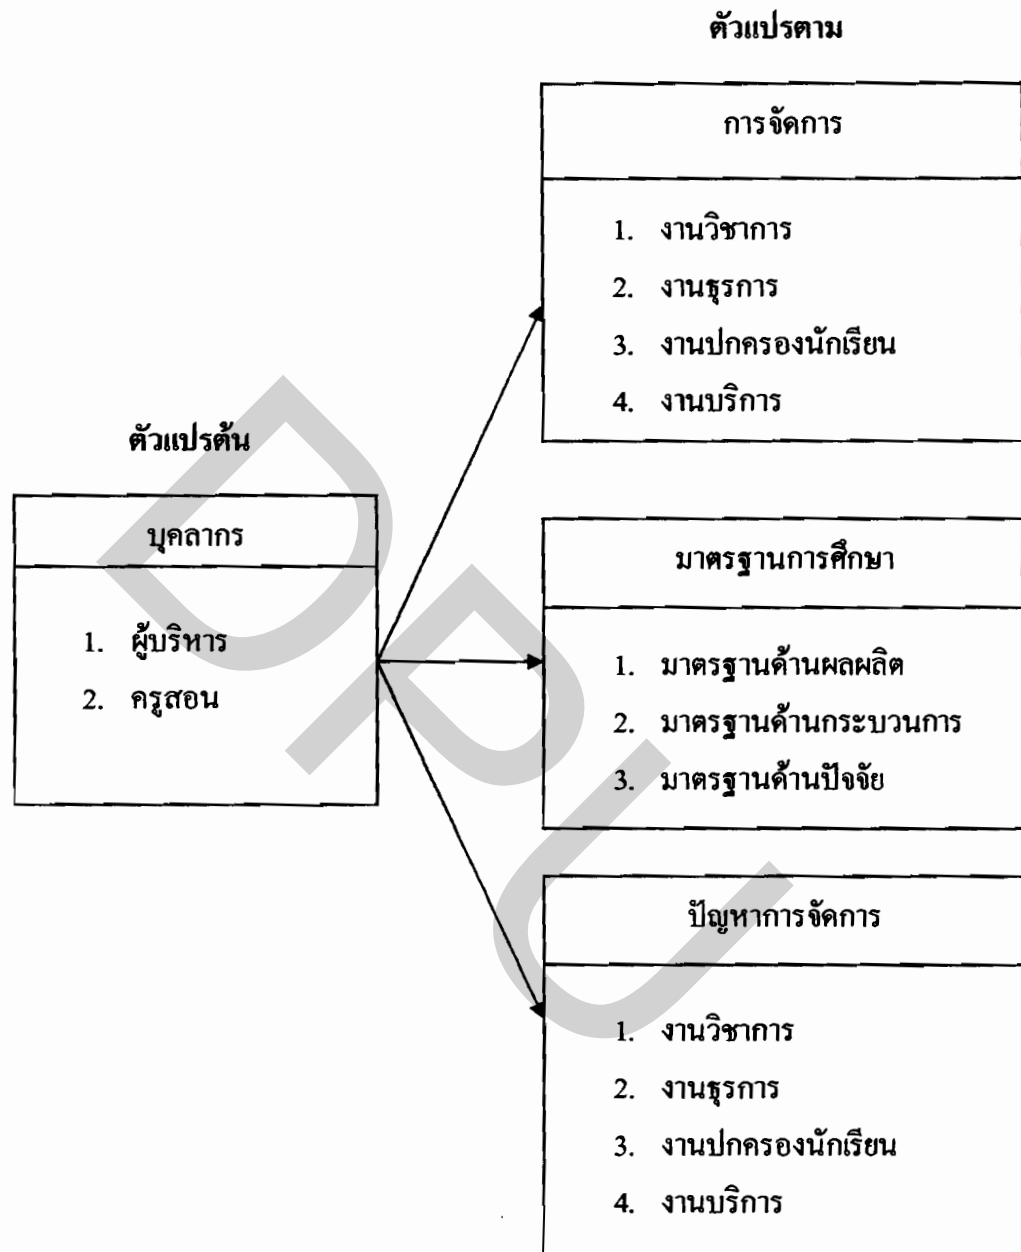 ตัวแปรตาม
การจัดการ
1. งานวิชาการ
2. งานธุรการ
3. งานปกครองนักเรียน
4. งานบริการ
ตัวแปรต้น
บุคลากร
1. ผู้บริหาร
2. ครูสอน
มาตรฐานการศึกษา
1. มาตรฐานด้านผลผลิต
2. มาตรฐานด้านกระบวนการ
3. มาตรฐานด้านปัจจัย
ปัญหาการจัดการ
1. งานวิชาการ
2. งานธุรการ
3. งานปกครองนักเรียน
4. งานบริการ
DPU